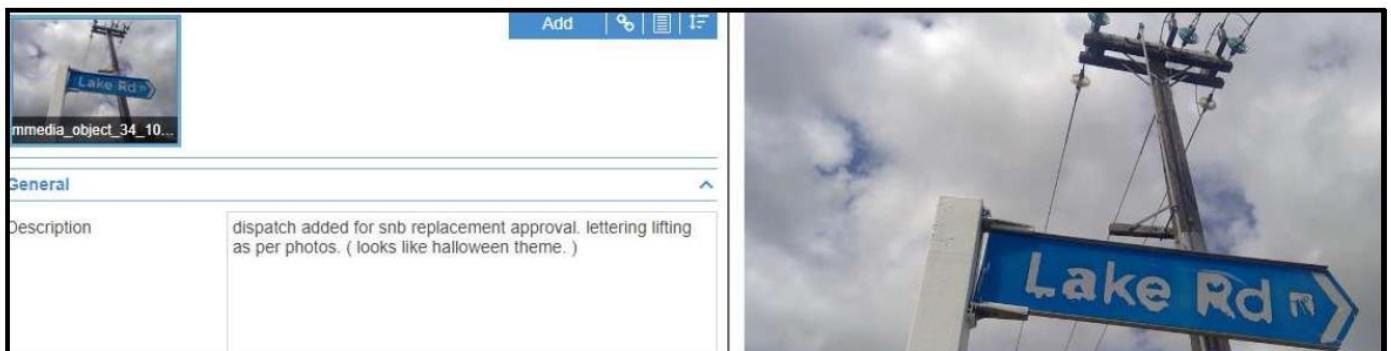 Add
Lake Rd
mmedia_object_34_10...
General
Description
dispatch added for snb replacement approval. lettering lifting
as per photos. ( looks like halloween theme. )
Lake Rd